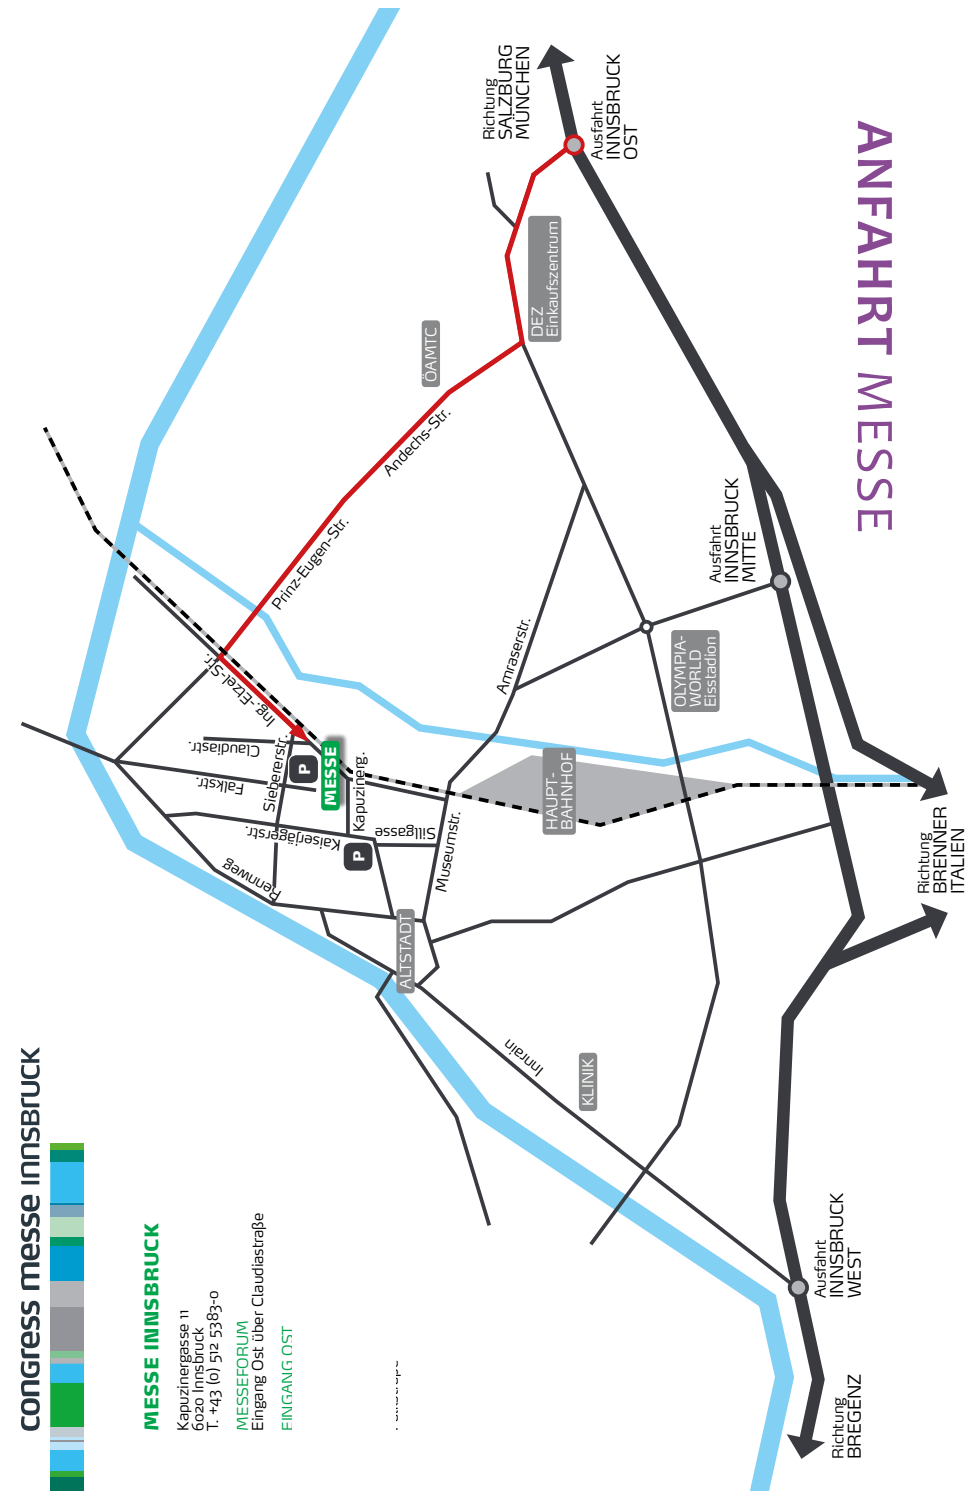 congress messe innsbruck
ANFAHRT MESSE
MESSE INNSBRUCK
Kapuzinergasse 11
6020 Innsbruck
T. +43 (0) 512 5383-0
MESSEFORUM
Eingang Ost über Claudiastraße
EINGANG OST
Richtung
BREGENZ
Ausfahrt
INNSBRUCK
WEST
KLINIK
Innrain
ALTSTADT
Rennweg
Kaiserjägerstr.
Falkstr.
Claudiastr.
Siebererstr.
Ing.-Etzel-Str.
P
MESSE
Kapuzinerg.
P
Sillgasse
Museumstr.
HAUPT-
BAHNHOF
Richtung
BRENNER
ITALIEN
Amraserstr.
OLYMPIA-
WORLD
Eisstadion
Ausfahrt
INNSBRUCK
MITTE
Prinz-Eugen-Str.
Andechs-Str.
ÖAMTC
DEZ
Einkaufszentrum
Ausfahrt
INNSBRUCK
OST
Richtung
SALZBURG
MÜNCHEN